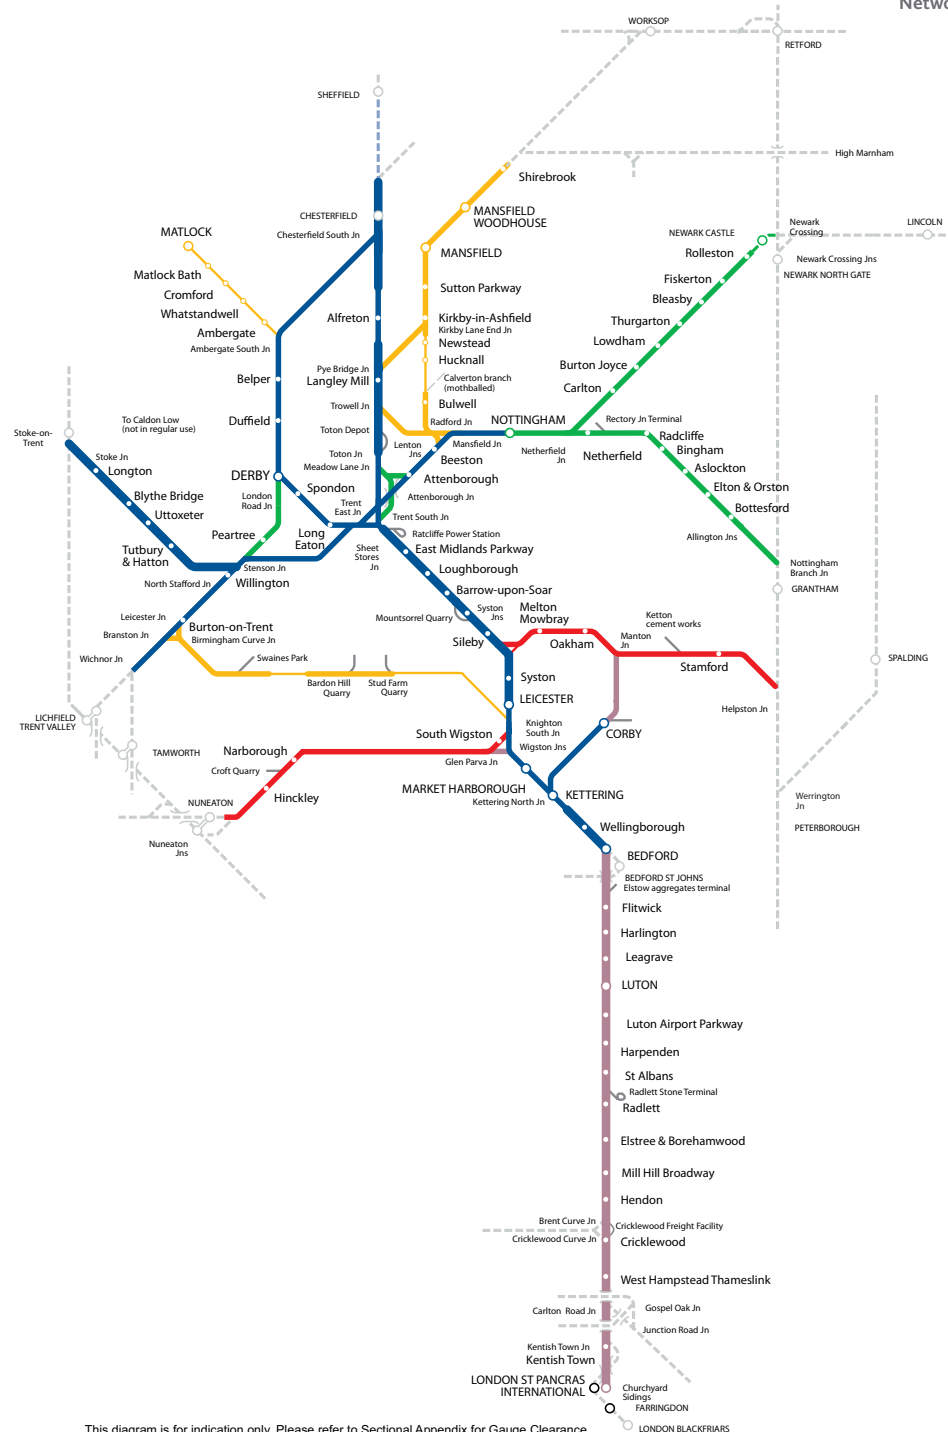 Netwo
WORKSOP
RETFORD
SHEFFIELD
High Marnham
Shirebrook
CHESTERFIELD
Chesterfield South Jn
MANSFIELD
WOODHOUSE
MATLOCK
Newark
Crossing
LINCOLN
NEWARK CASTLE
MANSFIELD
Rolleston
Newark Crossing Jns
NEWARK NORTH GATE
Matlock Bath
Fiskerton
Cromford
Sutton Parkway
Bleasby
Whatstandwell
Alfreton
Kirkby-in-Ashfield
Kirkby Lane End Jn
Thurgarton
Ambergate
Ambergate South Jn
Newstead
Lowdham
Hucknall
Burton Joyce
Pye Bridge Jn
Langley Mill
Belper
Calverton branch
(mothballed)
Carlton
Trowell Jn
Bulwell
To Caldon Low
(not in regular use)
Duffield
Radford Jn
NOTTINGHAM
Rectory Jn Terminal
Stoke-on-
Trent
Toton Depot
Lenton
Jns
Mansfield Jn
Radcliffe
Stoke Jn
Toton Jn
Netherfield
Jn
Netherfield
Bingham
Longton
Meadow Lane Jn
Beeston
Aslockton
DERBY
Spondon
Attenborough
Elton & Orston
Blythe Bridge
London
Road Jn
Trent
East Jn
Attenborough Jn
Bottesford
Uttoxeter
Trent South Jn
Peartree
Long
Eaton
Ratcliffe Power Station
Allington Jns
Tutbury
& Hatton
Sheet
Stores
Jn
East Midlands Parkway
Stenson Jn
Loughborough
Nottingham
Branch Jn
North Stafford Jn
Willington
Barrow-upon-Soar
GRANTHAM
Leicester Jn
Mountsorrel Quarry
Syston
Jns
Melton
Mowbray
Ketton
cement works
Burton-on-Trent
Branston Jn
Birmingham Curve Jn
Sileby
Oakham
Manton
Jn
Wichnor Jn
Swaines Park
Stamford
SPALDING
Bardon Hill
Quarry
Stud Farm
Quarry
Syston
LEICESTER
Helpston Jn
LICHFIELD
TRENT VALLEY
South Wigston
Knighton
South Jn
CORBY
TAMWORTH
Narborough
Wigston Jns
Glen Parva Jn
Croft Quarry
MARKET HARBOROUGH
Kettering North Jn
KETTERING
Hinckley
Werrington
Jn
NUNEATON
Wellingborough
PETERBOROUGH
Nuneaton
Jns
BEDFORD
BEDFORD ST JOHNS
Elstow aggregates terminal
Flitwick
Harlington
Leagrave
LUTON
Luton Airport Parkway
Harpenden
St Albans
Radlett Stone Terminal
Radlett
Elstree & Borehamwood
Mill Hill Broadway
Hendon
Brent Curve Jn
Cricklewood Freight Facility
Cricklewood Curve Jn
Cricklewood
West Hampstead Thameslink
Carlton Road Jn
Gospel Oak Jn
Junction Road Jn
Kentish Town Jn
Kentish Town
LONDON ST PANCRAS
INTERNATIONAL
Churchyard
Sidings
FARRINGDON
LONDON BLACKFRIARS
This diagram is for indication only. Please refer to Sectional Appendix for Gauge Clearance